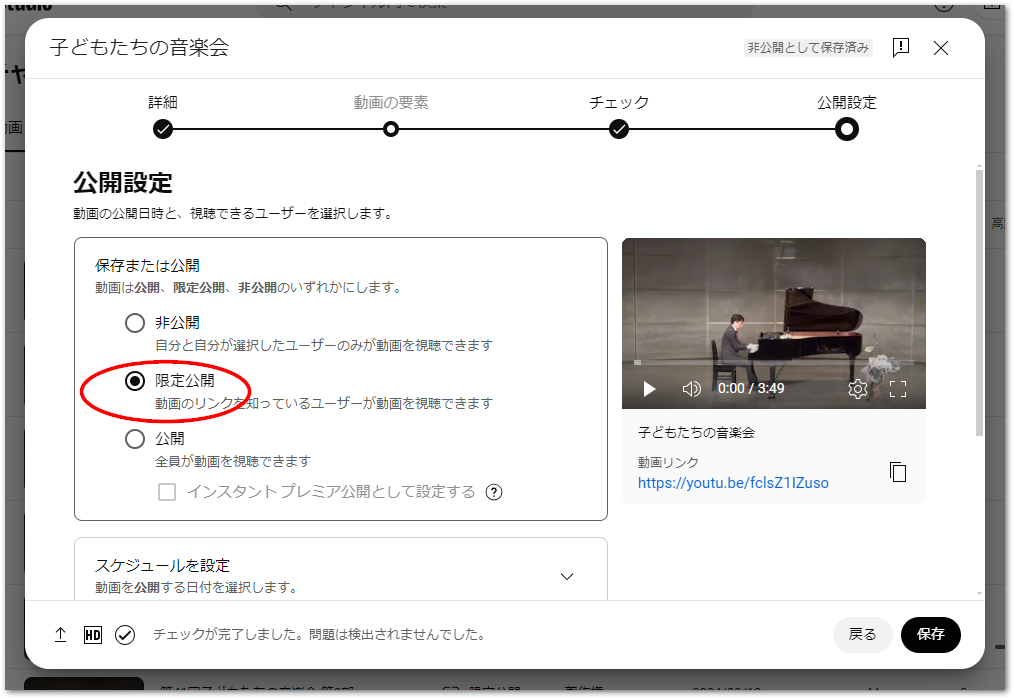 子どもたちの音楽会
非公開として保存済み
詳細
動画の要素
チェック
公開設定
公開設定
動画の公開日時と、視聴できるユーザーを選択します。
保存または公開
動画は公開、限定公開、非公開のいずれかにします。
非公開
自分と自分が選択したユーザーのみが動画を視聴できます
限定公開
動画のリンクを知っているユーザーが動画を視聴できます
公開
全員が動画を視聴できます
インスタント プレミア公開として設定する
0:00 / 3:49
子どもたちの音楽会
動画リンク
https://youtu.be/fclsZ1IZuso
スケジュールを設定
動画を公開する日付を選択します。
HD
チェックが完了しました。問題は検出されませんでした。
戻る
保存